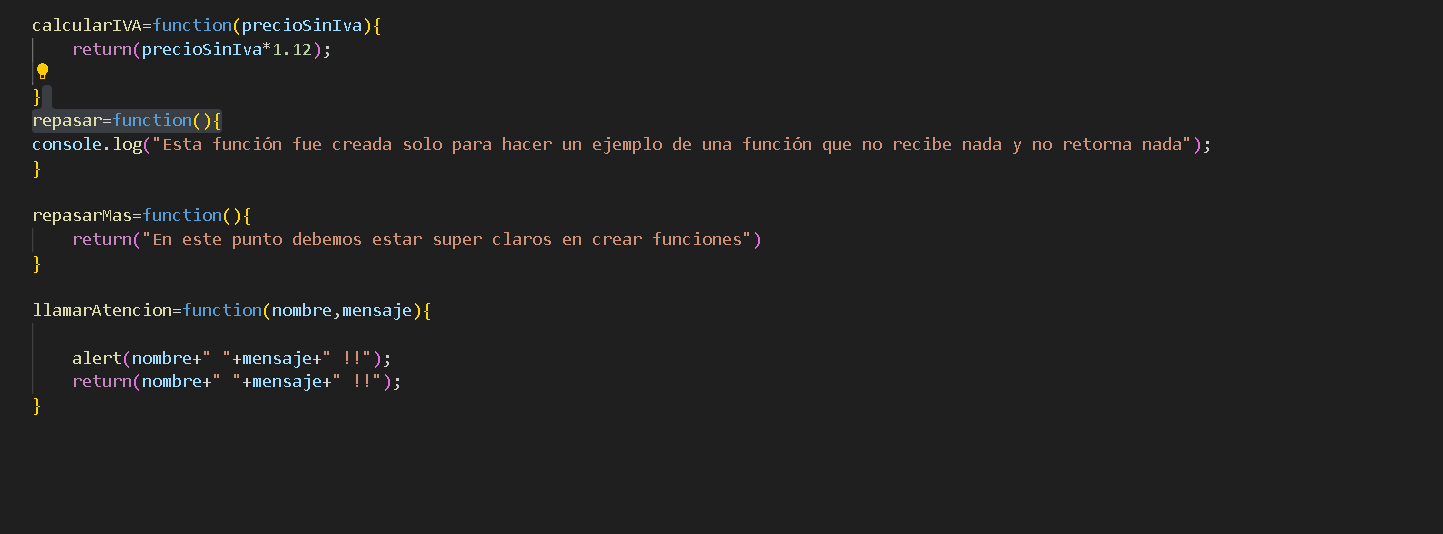 calcularIVA=function(precioSinIva){
    return(precioSinIva*1.12);
}
repasar=function(){
console.log("Esta función fue creada solo para hacer un ejemplo de una función que no recibe nada y no retorna nada");
}
repasarMas=function(){
    return("En este punto debemos estar super claros en crear funciones")
}
llamarAtencion=function(nombre,mensaje){
    alert(nombre+" "+mensaje+" !!");
    return(nombre+" "+mensaje+" !!");
}